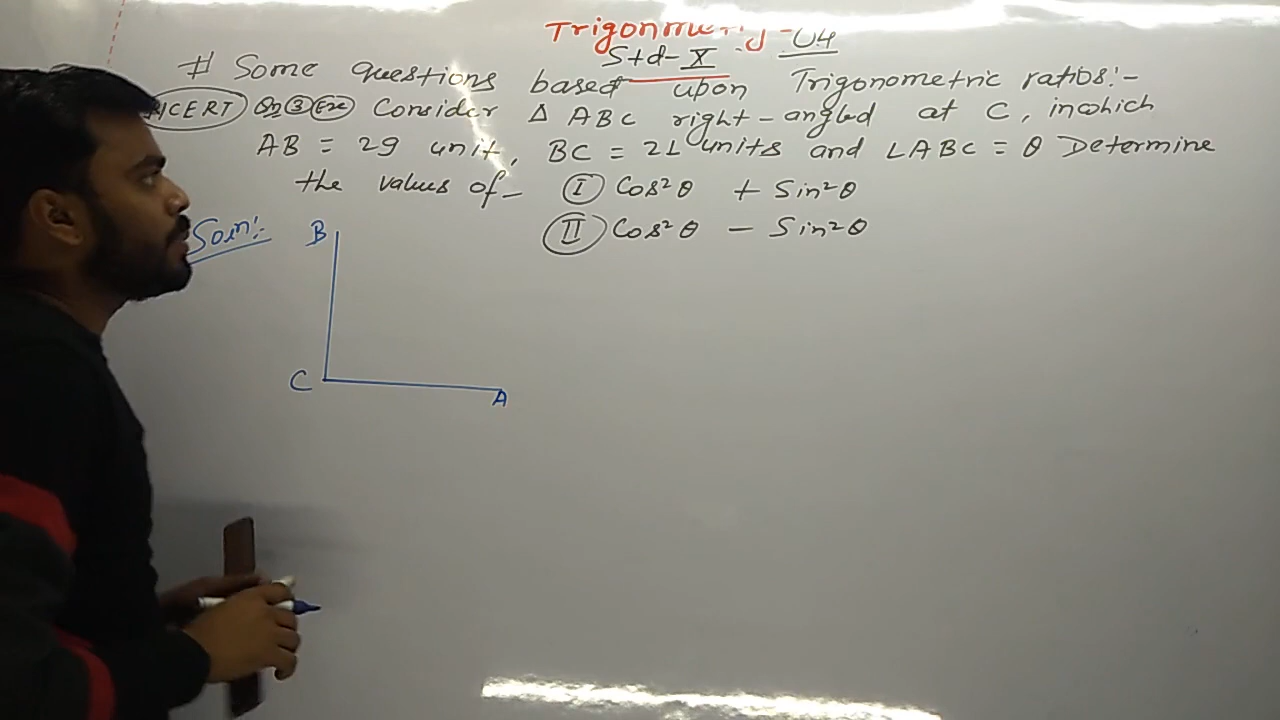 Trigonometry - 04
Std - X
# Some questions based upon Trigonometric ratios:-
NCERT Qn ③ Exe Consider Δ ABC right-angled at C, in which
AB = 29 unit, BC = 21 units and ∠ABC = θ Determine
the values of - Ⓘ Cos²θ + Sin²θ
Ⅱ Cos²θ - Sin²θ
Soln:
B
C
A